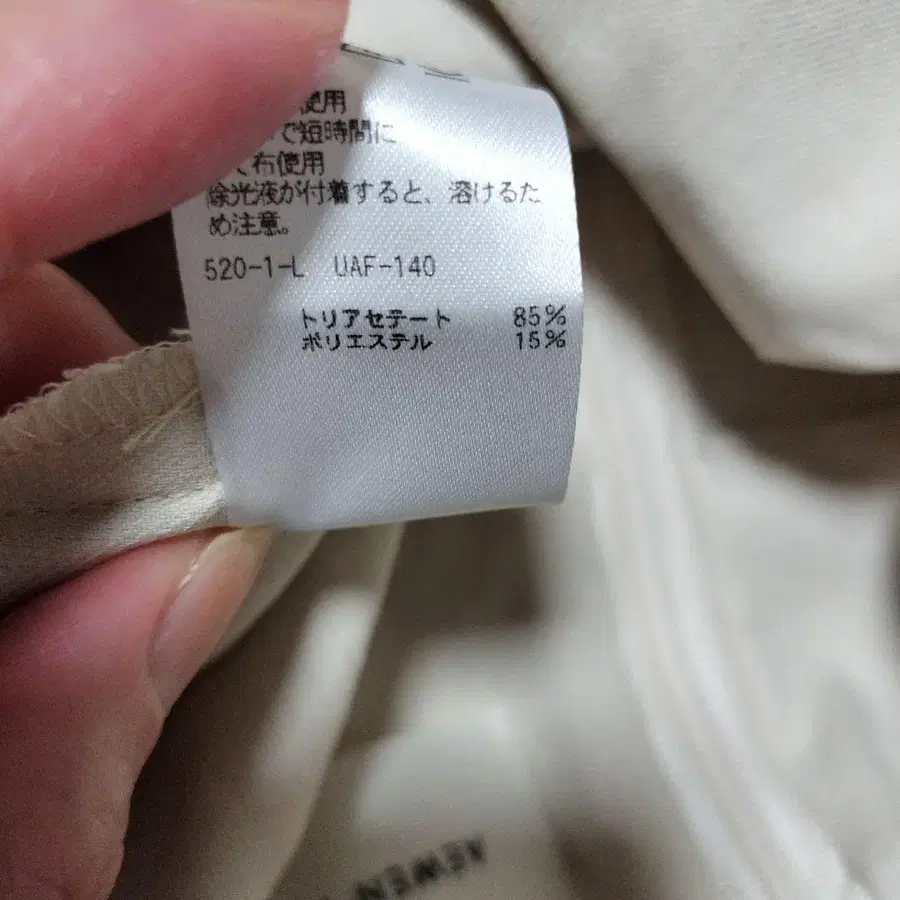 使用
で短時間に
て布使用
除光液が付着すると、溶けるた
め注意。
520-1-L UAF-140
トリアセテート 85%
ポリエステル 15%